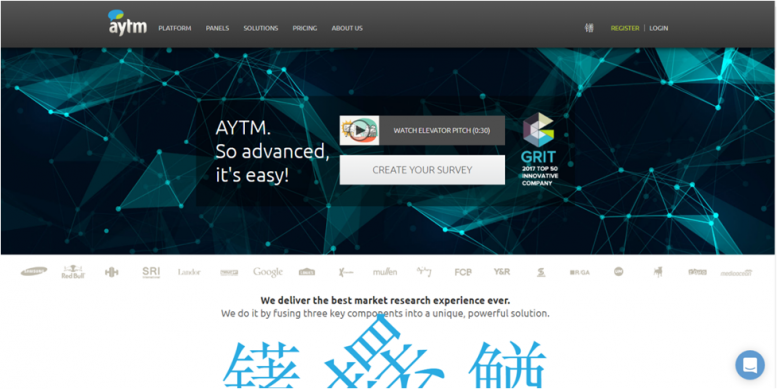 aytm
PLATFORM PANELS SOLUTIONS PRICING ABOUT US
REGISTER | LOGIN
AYTM.
So advanced,
it's easy!
WATCH ELEVATOR PITCH (0:30)
CREATE YOUR SURVEY
GRIT
2017 TOP 50
INNOVATIVE
COMPANY
SAMSUNG Red Bull SRI Landor Google mullen FCB Y&R R/GA
We deliver the best market research experience ever.
We do it by fusing three key components into a unique, powerful solution.